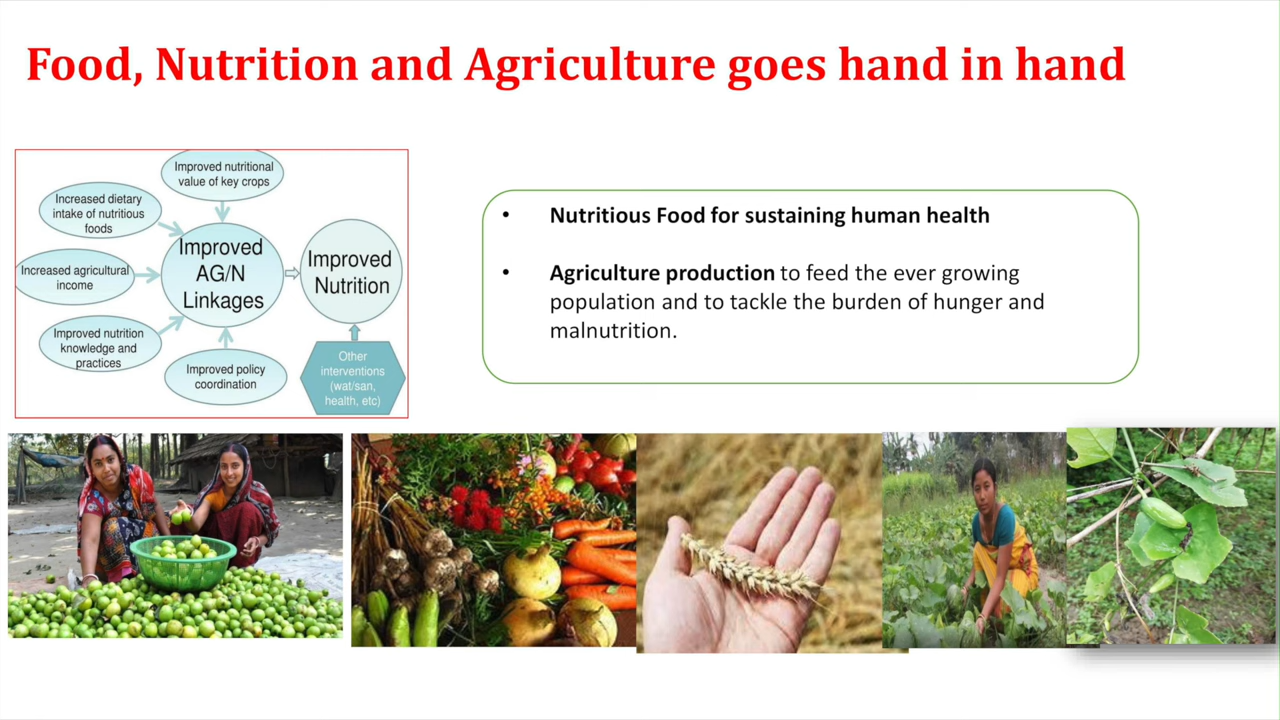 Food, Nutrition and Agriculture goes hand in hand
Improved nutritional
value of key crops
Increased dietary
intake of nutritious
foods
Increased agricultural
income
Improved nutrition
knowledge and
practices
Improved policy
coordination
Improved
AG/N
Linkages
Improved
Nutrition
Other
interventions
(wat/san,
health, etc)
• Nutritious Food for sustaining human health
• Agriculture production to feed the ever growing
population and to tackle the burden of hunger and
malnutrition.